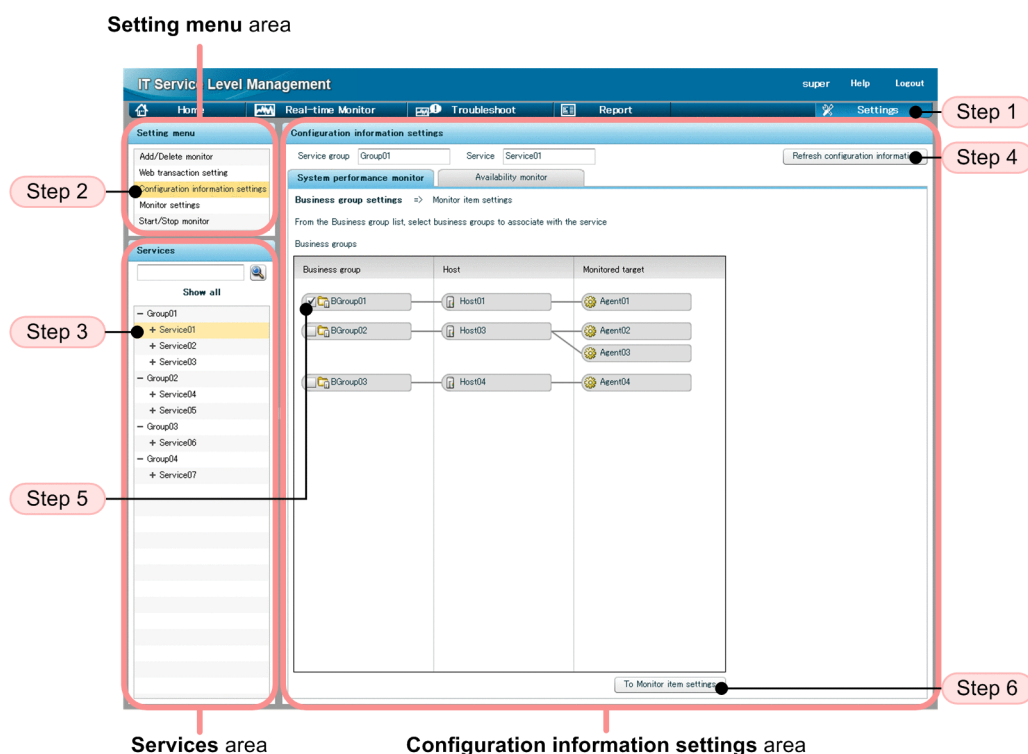 Setting menu area
IT Service Level Management
super Help Logout
Home Real-time Monitor Troubleshoot Report Settings
Step 1
Setting menu
Add/Delete monitor
Web transaction setting
Configuration information settings
Monitor settings
Start/Stop monitor
Step 2
Services
Show all
Group01
Service01
Service02
Service03
Group02
Service04
Service05
Group03
Service06
Group04
Service07
Step 3
Configuration information settings
Service group Group01 Service Service01
Refresh configuration information
Step 4
System performance monitor Availability monitor
Business group settings => Monitor item settings
From the Business group list, select business groups to associate with the service
Business groups
Business group Host Monitored target
BGroup01 Host01 Agent01
BGroup02 Host03 Agent02
Agent03
BGroup03 Host04 Agent04
Step 5
To Monitor item settings
Step 6
Services area
Configuration information settings area